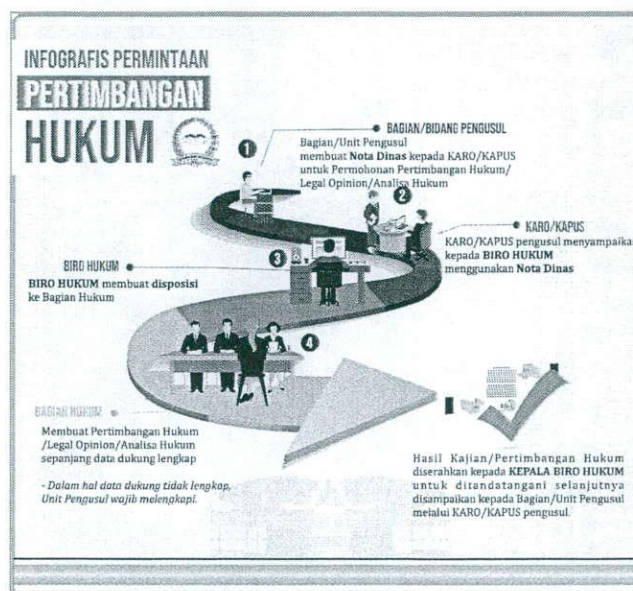 INFOGRAFIS PERMINTAAN
PERTIMBANGAN
HUKUM
1
BAGIAN/BIDANG PENGUSUL
Bagian/Unit Pengusul
membuat Nota Dinas kepada KARO/KAPUS
untuk Permohonan Pertimbangan Hukum/
Legal Opinion/Analisa Hukum
2
KARO/KAPUS
KARO/KAPUS pengusul menyampaikan
kepada BIRO HUKUM
menggunakan Nota Dinas
3
BIRO HUKUM
BIRO HUKUM membuat disposisi
ke Bagian Hukum
4
BAGIAN HUKUM
Membuat Pertimbangan Hukum
/Legal Opinion/Analisa Hukum
sepanjang data dukung lengkap
- Dalam hal data dukung tidak lengkap,
Unit Pengusul wajib melengkapi.
Hasil Kajian/Pertimbangan Hukum
diserahkan kepada KEPALA BIRO HUKUM
untuk ditandatangani selanjutnya
disampaikan kepada Bagian/Unit Pengusul
melalui KARO/KAPUS pengusul.